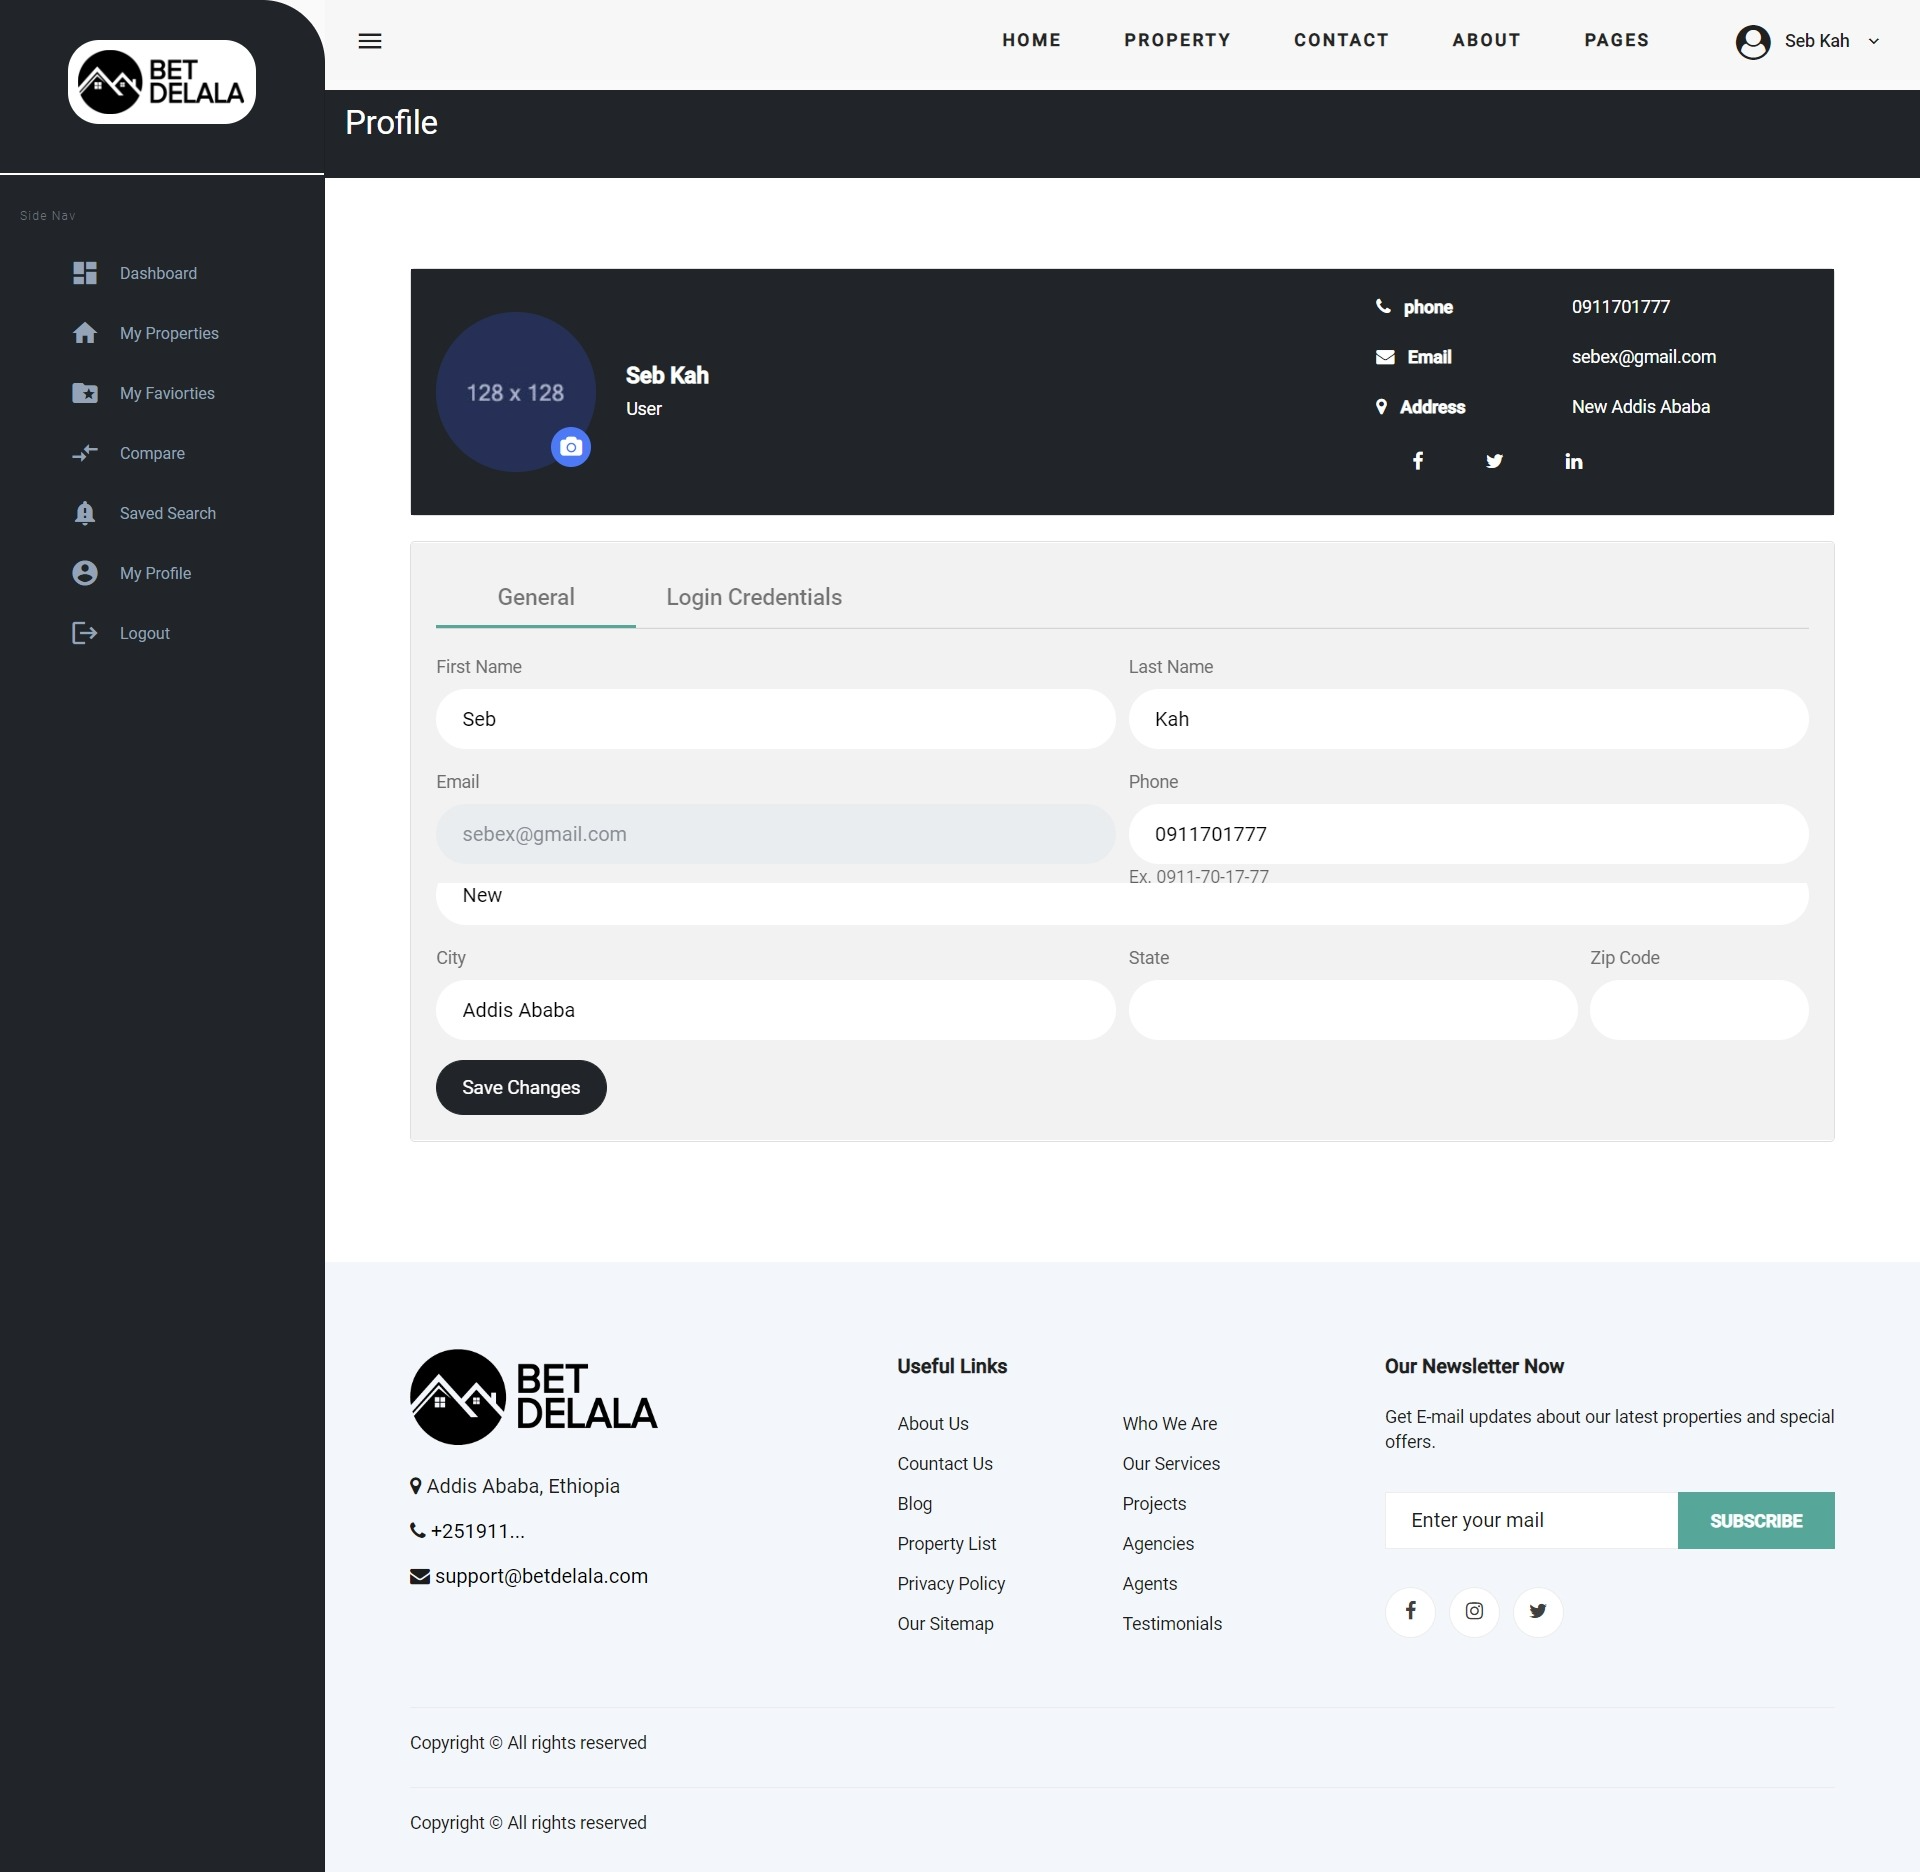 BET
DELALA
HOME
PROPERTY
CONTACT
ABOUT
PAGES
Seb Kah
Profile
Side Nav
Dashboard
My Properties
My Faviorties
Compare
Saved Search
My Profile
Logout
128 x 128
Seb Kah
User
phone 0911701777
Email sebex@gmail.com
Address New Addis Ababa
General
Login Credentials
First Name
Seb
Last Name
Kah
Email
sebex@gmail.com
Phone
0911701777
Ex. 0911-70-17-77
New
City
Addis Ababa
State
Zip Code
Save Changes
BET
DELALA
Addis Ababa, Ethiopia
+251911...
support@betdelala.com
Useful Links
About Us
Countact Us
Blog
Property List
Privacy Policy
Our Sitemap
Who We Are
Our Services
Projects
Agencies
Agents
Testimonials
Our Newsletter Now
Get E-mail updates about our latest properties and special
offers.
Enter your mail
SUBSCRIBE
Copyright © All rights reserved
Copyright © All rights reserved